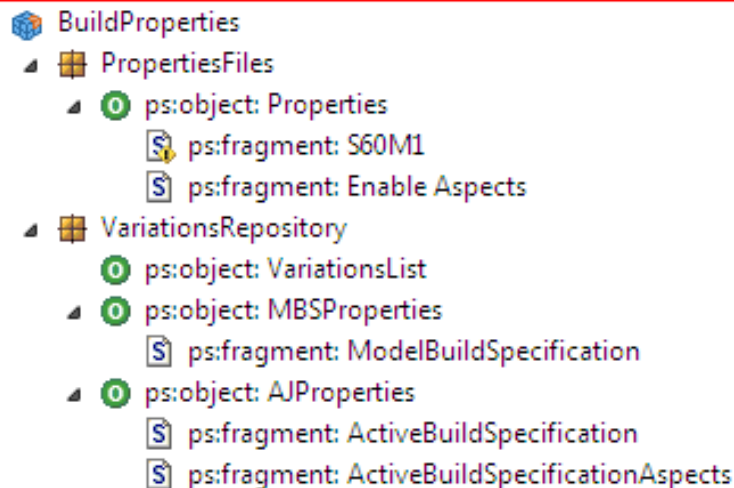 BuildProperties
PropertiesFiles
ps:object: Properties
ps:fragment: S60M1
ps:fragment: Enable Aspects
VariationsRepository
ps:object: VariationsList
ps:object: MBSProperties
ps:fragment: ModelBuildSpecification
ps:object: AJProperties
ps:fragment: ActiveBuildSpecification
ps:fragment: ActiveBuildSpecificationAspects